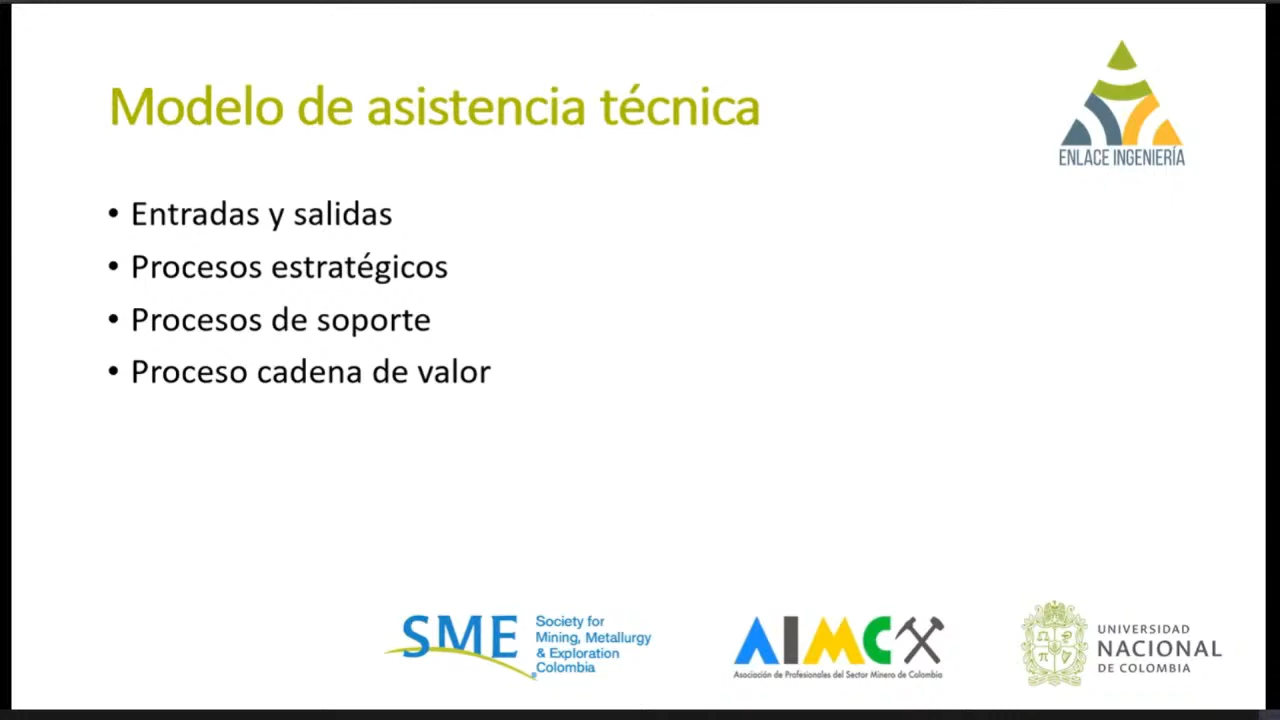 Modelo de asistencia técnica
ENLACE INGENIERÍA
• Entradas y salidas
• Procesos estratégicos
• Procesos de soporte
• Proceso cadena de valor
SME
Society for
Mining, Metallurgy
& Exploration
Colombia
AIMC
Asociación de Profesionales del Sector Minero de Colombia
UNIVERSIDAD
NACIONAL
DE COLOMBIA